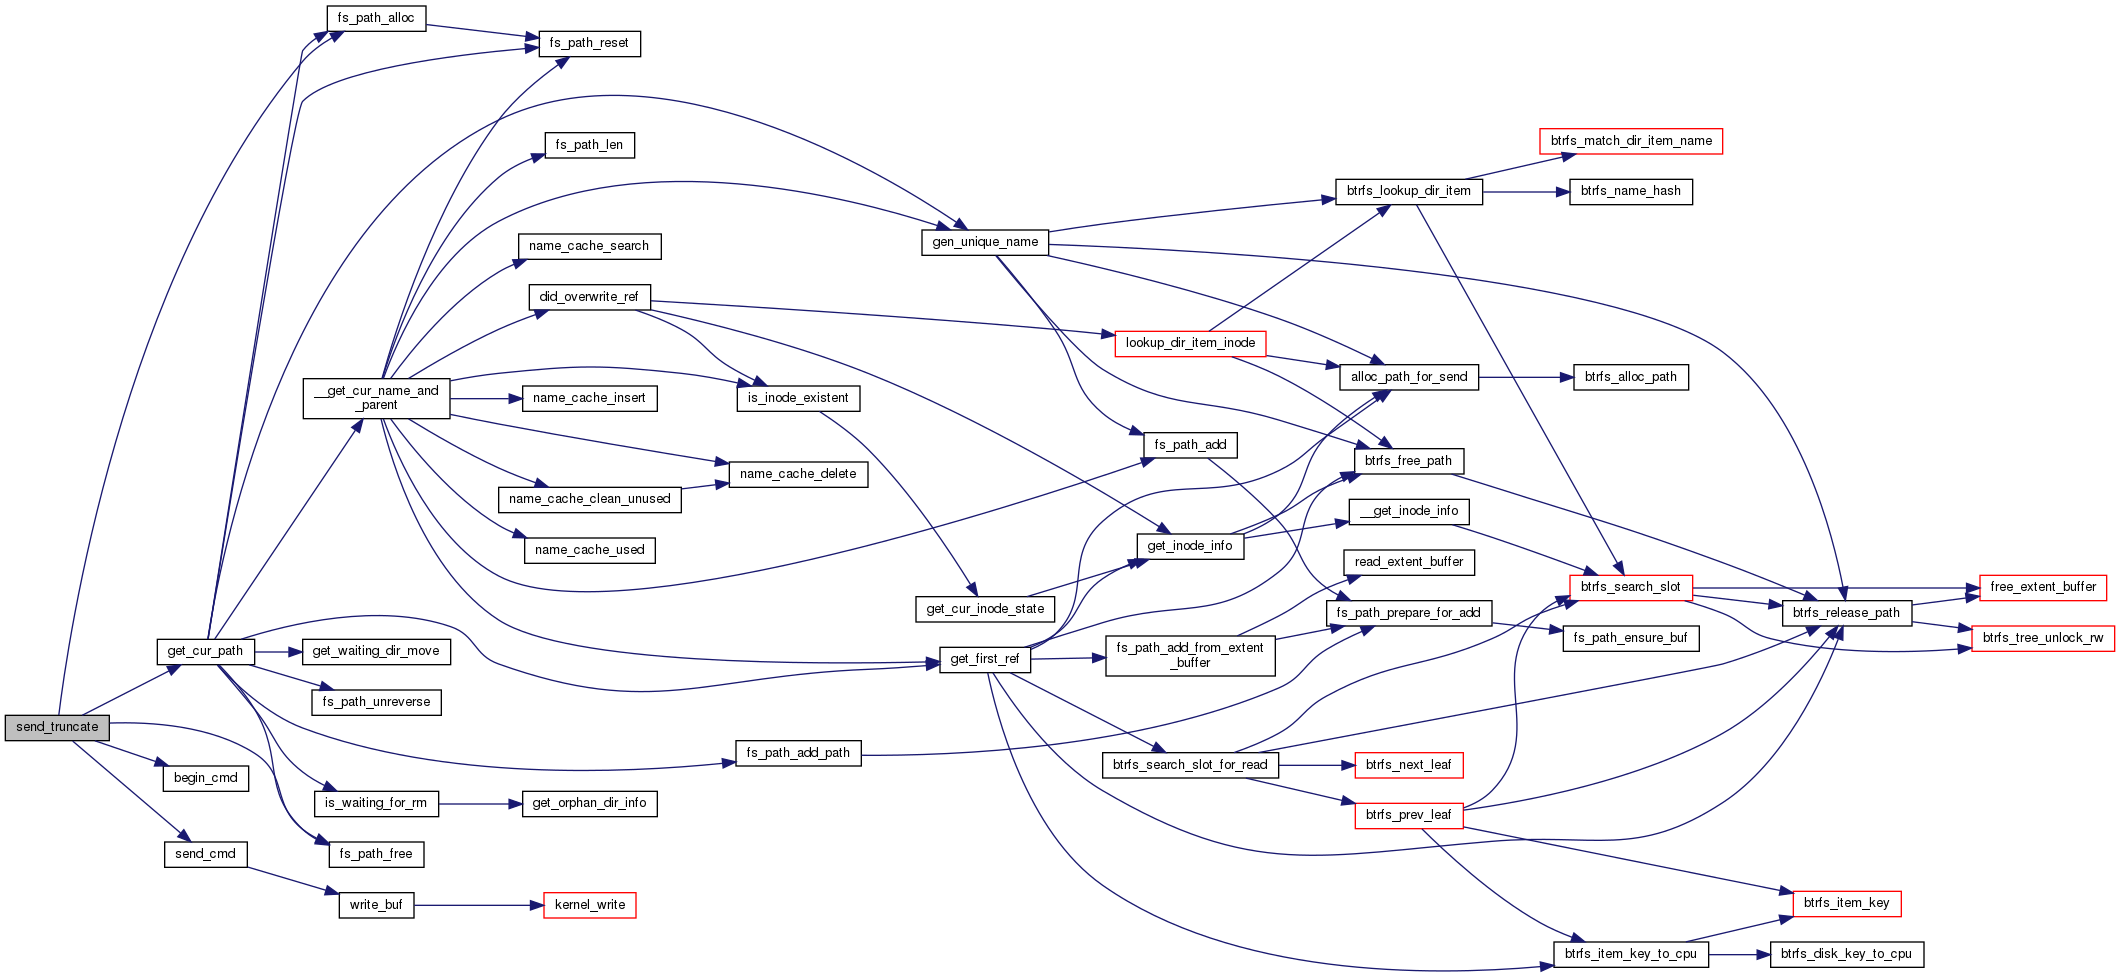 fs_path_alloc
fs_path_reset
btrfs_match_dir_item_name
fs_path_len
btrfs_lookup_dir_item
btrfs_name_hash
gen_unique_name
name_cache_search
did_overwrite_ref
lookup_dir_item_inode
alloc_path_for_send
btrfs_alloc_path
__get_cur_name_and
_parent
name_cache_insert
is_inode_existent
fs_path_add
btrfs_free_path
name_cache_delete
name_cache_clean_unused
__get_inode_info
name_cache_used
get_inode_info
read_extent_buffer
btrfs_search_slot
free_extent_buffer
get_cur_inode_state
fs_path_prepare_for_add
btrfs_release_path
fs_path_ensure_buf
btrfs_tree_unlock_rw
get_cur_path
get_waiting_dir_move
get_first_ref
fs_path_add_from_extent
_buffer
fs_path_unreverse
send_truncate
fs_path_add_path
btrfs_search_slot_for_read
btrfs_next_leaf
begin_cmd
is_waiting_for_rm
get_orphan_dir_info
btrfs_prev_leaf
send_cmd
fs_path_free
write_buf
kernel_write
btrfs_item_key
btrfs_item_key_to_cpu
btrfs_disk_key_to_cpu